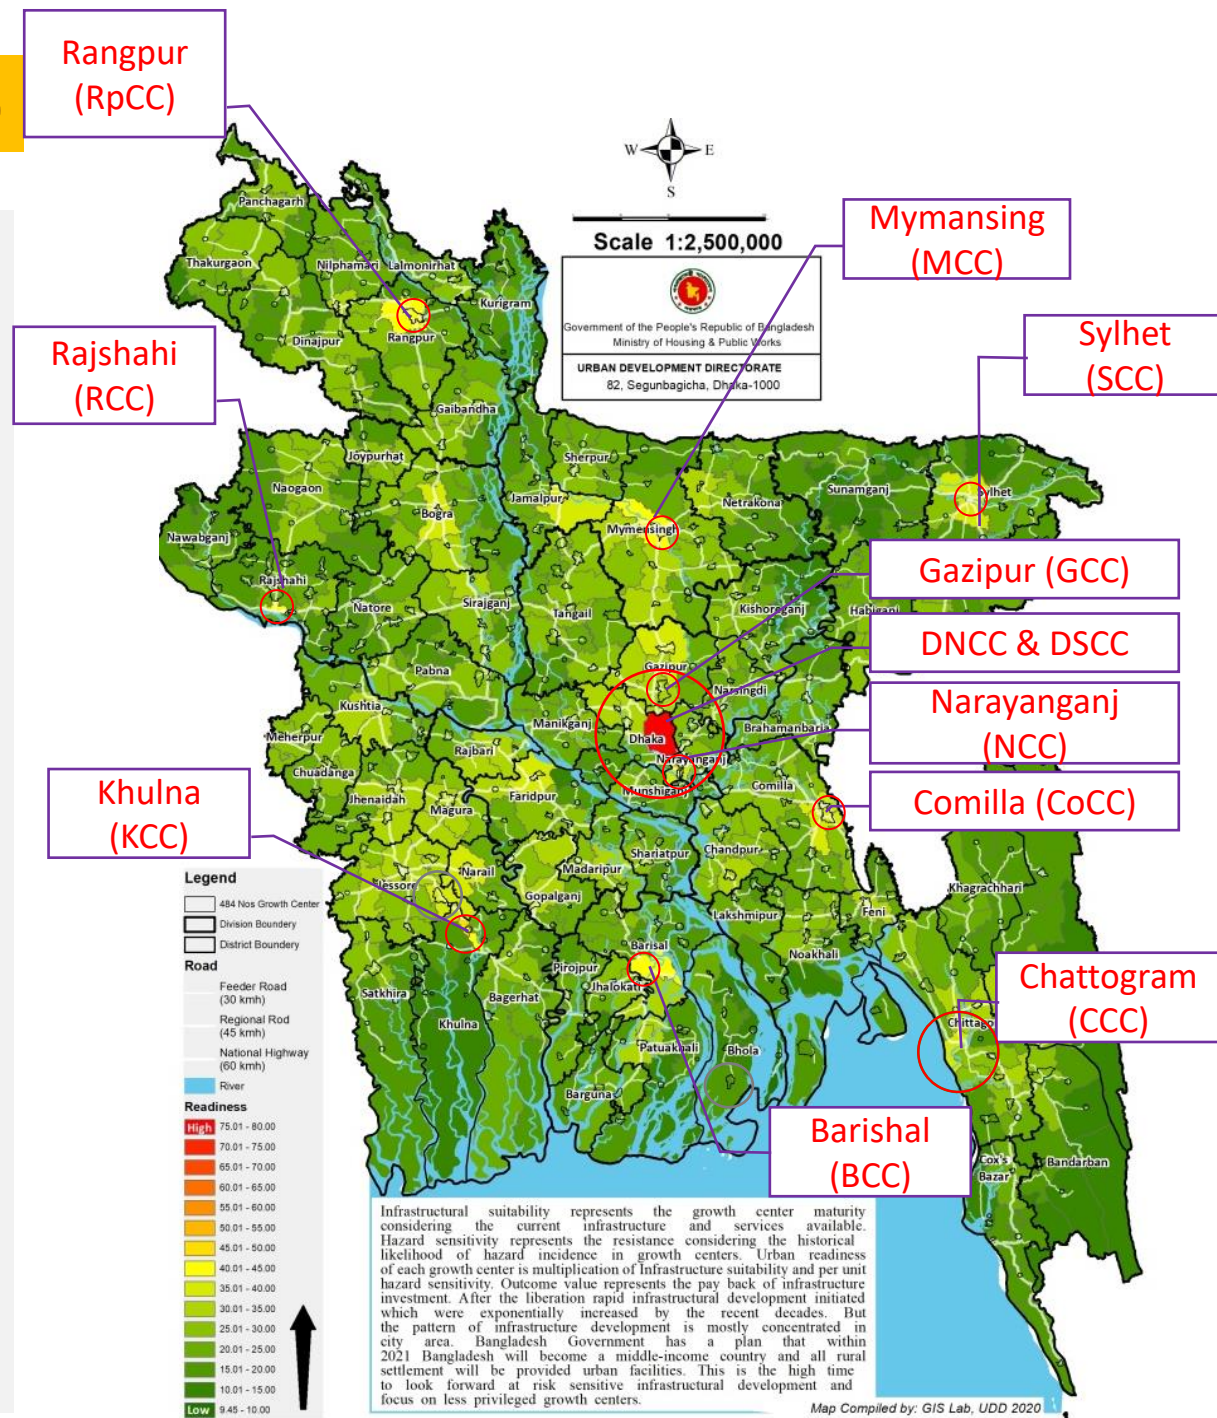 Rangpur
(RpCC)
W
E
S
Scale 1:2,500,000
Government of the People's Republic of Bangladesh
Ministry of Housing & Public Works
URBAN DEVELOPMENT DIRECTORATE
82, Segunbagicha, Dhaka-1000
Mymansing
(MCC)
Sylhet
(SCC)
Rajshahi
(RCC)
Gazipur (GCC)
DNCC & DSCC
Narayanganj
(NCC)
Comilla (CoCC)
Khulna
(KCC)
Chattogram
(CCC)
Barishal
(BCC)
Panchagarh
Thakurgaon
Nilphamari
Lalmonirhat
Kurigram
Rangpur
Dinajpur
Gaibandha
Joypurhat
Sherpur
Naogaon
Jamalpur
Netrakona
Sunamganj
Sylhet
Bogra
Mymensingh
Nawabganj
Rajshahi
Natore
Sirajganj
Tangail
Kishoreganj
Habiganj
Pabna
Gazipur
Narsingdi
Kushtia
Manikganj
Dhaka
Brahamanbaria
Meherpur
Rajbari
Narayanganj
Chuadanga
Munshiganj
Comilla
Jhenaidah
Magura
Faridpur
Shariatpur
Chandpur
Jessore
Narail
Madaripur
Gopalganj
Khagrachhari
Lakshmipur
Feni
Barisal
Noakhali
Pirojpur
Jhalokati
Satkhira
Bagerhat
Khulna
Chittago
Patuakhali
Bhola
Barguna
Cox's
Bazar
Bandarban
Legend
484 Nos Growth Center
Division Boundery
District Boundery
Road
Feeder Road
(30 kmh)
Regional Rod
(45 kmh)
National Highway
(60 kmh)
River
Readiness
High 75.01 - 80.00
70.01 - 75.00
65.01 - 70.00
60.01 - 65.00
55.01 - 60.00
50.01 - 55.00
45.01 - 50.00
40.01 - 45.00
35.01 - 40.00
30.01 - 35.00
25.01 - 30.00
20.01 - 25.00
15.01 - 20.00
10.01 - 15.00
Low 9.45 - 10.00
Infrastructural suitability represents the growth center maturity
considering the current infrastructure and services available.
Hazard sensitivity represents the resistance considering the historical
likelihood of hazard incidence in growth centers. Urban readiness
of each growth center is multiplication of Infrastructure suitability and per unit
hazard sensitivity. Outcome value represents the pay back of infrastructure
investment. After the liberation rapid infrastructural development initiated
which were exponentially increased by the recent decades. But
the pattern of infrastructure development is mostly concentrated in
city area. Bangladesh Government has a plan that within
2021 Bangladesh will become a middle-income country and all rural
settlement will be provided urban facilities. This is the high time
to look forward at risk sensitive infrastructural development and
focus on less privileged growth centers.
Map Compiled by: GIS Lab, UDD 2020